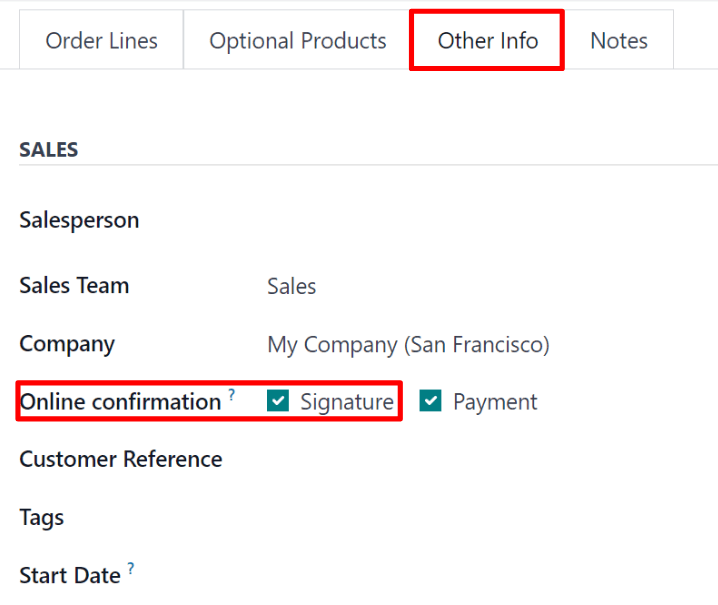 Order Lines Optional Products Other Info Notes
SALES
Salesperson
Sales Team Sales
Company My Company (San Francisco)
Online confirmation ? Signature Payment
Customer Reference
Tags
Start Date ?